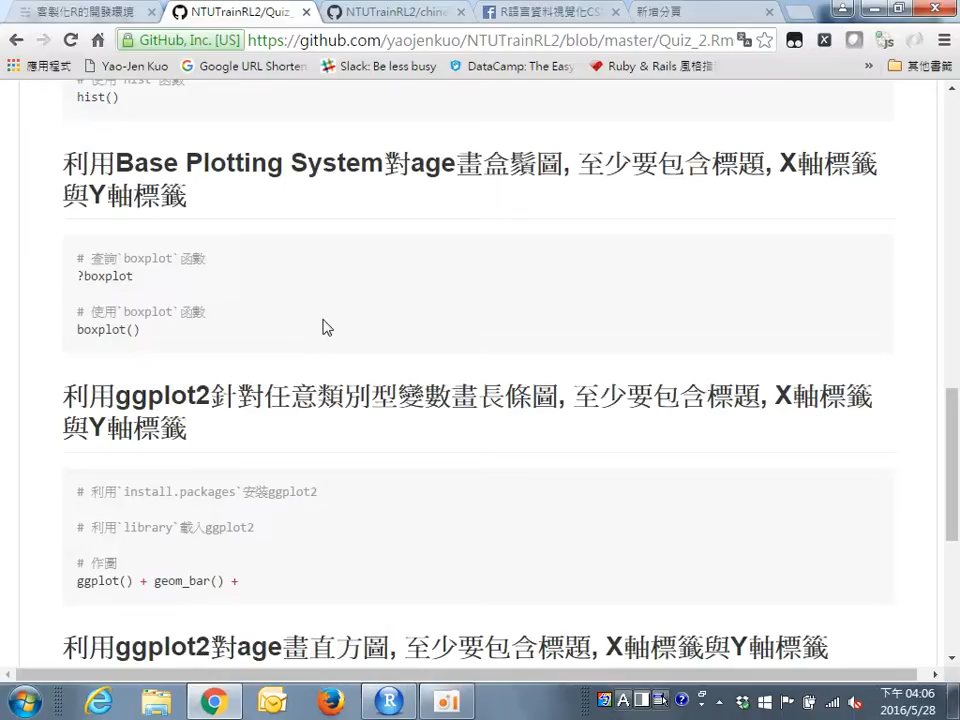 客製化R的開發環境
NTUTrainRL2/Quiz_
NTUTrainRL2/chine
R語言資料視覺化CS
新增分頁
GitHub, Inc. [US]
https://github.com/yaojenkuo/NTUTrainRL2/blob/master/Quiz_2.Rm
應用程式
Yao-Jen Kuo
Google URL Shorten
Slack: Be less busy
DataCamp: The Easy
Ruby & Rails 風格指
»
其他書籤
# 使用`hist`函數
hist()
利用Base Plotting System對age畫盒鬚圖, 至少要包含標題, X軸標籤
與Y軸標籤
# 查詢`boxplot`函數
?boxplot
# 使用`boxplot`函數
boxplot()
利用ggplot2針對任意類別型變數畫長條圖, 至少要包含標題, X軸標籤
與Y軸標籤
# 利用`install.packages`安裝ggplot2
# 利用`library`載入ggplot2
# 作圖
ggplot() + geom_bar() +
利用ggplot2對age畫直方圖, 至少要包含標題, X軸標籤與Y軸標籤
下午 04:06
2016/5/28